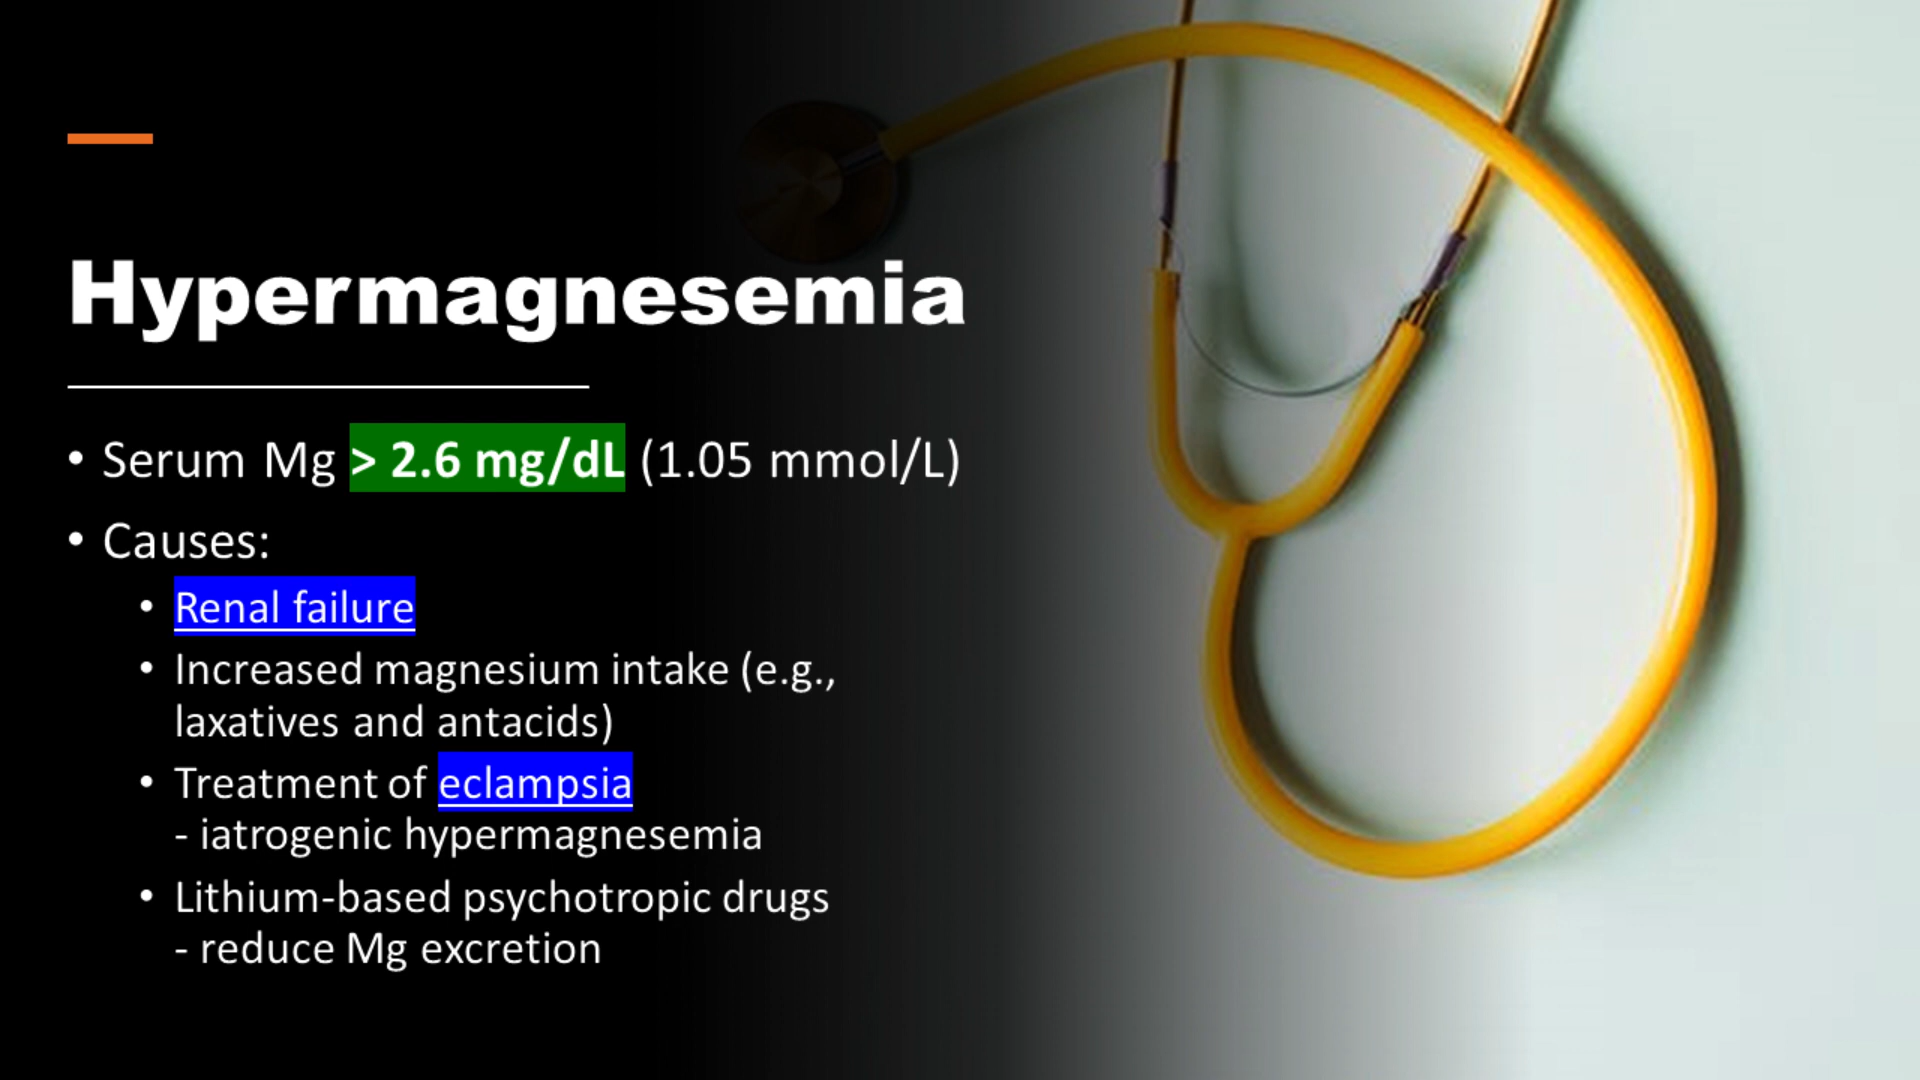 Hypermagnesemia
• Serum Mg > 2.6 mg/dL (1.05 mmol/L)
• Causes:
• Renal failure
• Increased magnesium intake (e.g.,
laxatives and antacids)
• Treatment of eclampsia
- iatrogenic hypermagnesemia
• Lithium-based psychotropic drugs
- reduce Mg excretion